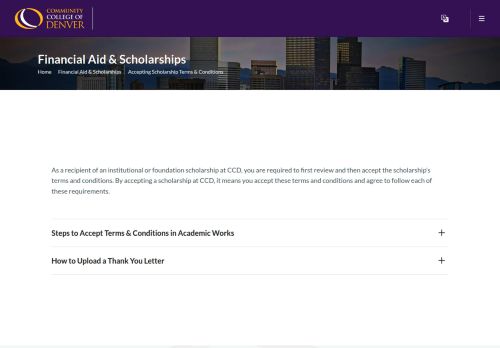 COMMUNITY
COLLEGE OF
DENVER
Financial Aid & Scholarships
Home Financial Aid & Scholarships Accepting Scholarship Terms & Conditions
As a recipient of an institutional or foundation scholarship at CCD, you are required to first review and then accept the scholarship's
terms and conditions. By accepting a scholarship at CCD, it means you accept these terms and conditions and agree to follow each of
these requirements.
Steps to Accept Terms & Conditions in Academic Works
How to Upload a Thank You Letter